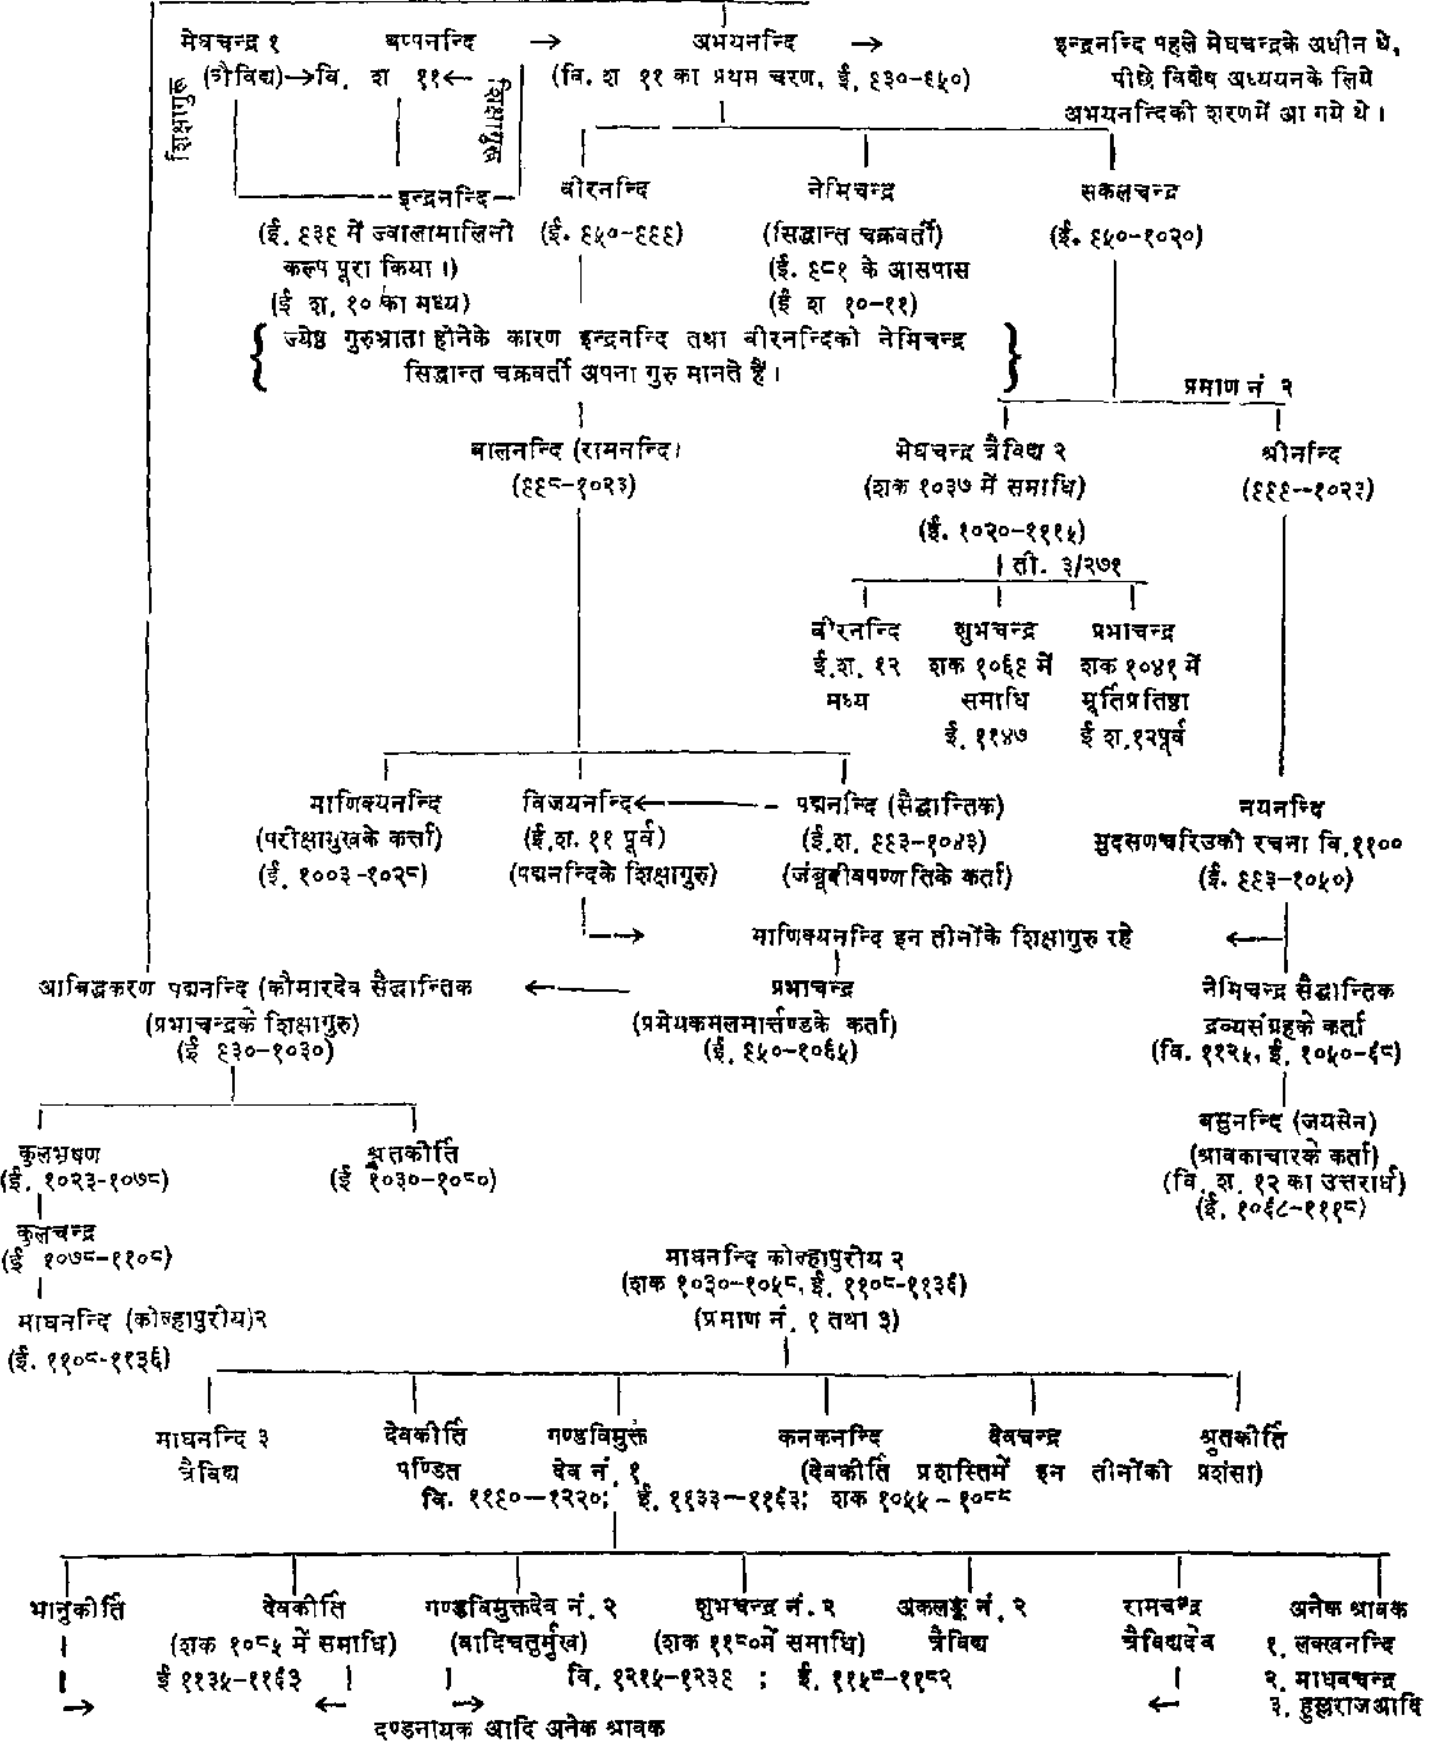 मेघचन्द्र १ बप्पनन्दि → अभयनन्दि → इन्द्रनन्दि पहले मेघचन्द्रके अधीन थे,
(त्रैविद्य)→वि. श ११← (वि. श ११ का प्रथम चरण, ई. ९३०-९५०) पीछे विशेष अध्ययनके लिये
शिक्षागुरु शिक्षागुरु अभयनन्दिकी शरणमें आ गये थे।
इन्द्रनन्दि वीरनन्दि नेमिचन्द्र सकलचन्द्र
(ई. ९३९ में ज्वालामालिनी (ई. ९५०-९९९) (सिद्धान्त चक्रवर्ती) (ई. ९५०-१०२०)
कल्प पूरा किया।) (ई. ९८१ के आसपास
(ई श. १० का मध्य) (ई श १०-११)
{ ज्येष्ठ गुरुभ्राता होनेके कारण इन्द्रनन्दि तथा वीरनन्दिको नेमिचन्द्र }
सिद्धान्त चक्रवर्ती अपना गुरु मानते हैं।
प्रमाण नं २
बालनन्दि (रामनन्दि) मेघचन्द्र त्रैविद्य २ श्रीनन्दि
(९९८-१०२३) (शक १०३७ में समाधि) (९९९--१०२३)
(ई. १०२०-१११५)
ती. ३/२७१
वीरनन्दि शुभचन्द्र प्रभाचन्द्र
ई.श. १२ शक १०६९ में शक १०४१ में
मध्य समाधि मूर्तिप्रतिष्ठा
ई. ११४७ ई श.१२पूर्व
माणिक्यनन्दि विजयनन्दि← पद्मनन्दि (सैद्धान्तिक) नयनन्दि
(परीक्षामुखके कर्त्ता) (ई.श. ११ पूर्व) (ई.श. ९९३-१०४३) सुदसणचरिउकी रचना वि.११००
(ई. १००३-१०२८) (पद्मनन्दिके शिक्षागुरु) (जंबूदीवपण्णतिके कर्ता) (ई. ९९३-१०५०)
→ माणिक्यनन्दि इन तीनोंके शिक्षागुरु रहे ←
आविद्धकरण पद्मनन्दि (कौमारदेव सैद्धान्तिक ← प्रभाचन्द्र नेमिचन्द्र सैद्धान्तिक
(प्रभाचन्द्रके शिक्षागुरु) (प्रमेयकमलमार्त्तण्डके कर्ता) द्रव्यसंग्रहके कर्ता
(ई ९३०-१०३०) (ई. ९५०-१०६५) (वि. ११२५, ई. १०५०-६८)
कुलभूषण श्रुतकीर्ति बसुनन्दि (जयसेन)
(ई. १०२३-१०७८) (ई १०३०-१०८०) (श्रावकाचारके कर्ता)
(वि. श. १२ का उत्तरार्ध)
(ई. १०६८-१११८)
कुलचन्द्र
(ई १०७८-११०८)
माघनन्दि कोल्हापुरीय २
(शक १०३०-१०५८, ई. ११०८-११३६)
माघनन्दि (कोल्हापुरीय)२ (प्रमाण नं. १ तथा ३)
(ई. ११०८-११३६)
माघनन्दि ३ देवकीर्ति गण्डविमुक्त कनकनन्दि देवचन्द्र श्रुतकीर्ति
त्रैविद्य पण्डित देव नं. १ (देवकीर्ति प्रशस्तिमें इन तीनोंकी प्रशंसा)
वि. ११९०—१२२०; ई. ११३३—११६३; शक १०५५-१०८८
भानुकीर्ति देवकीर्ति गण्डविमुक्तदेव नं. २ शुभचन्द्र नं. २ अकलङ्क नं. २ रामचन्द्र अनेक श्रावक
(शक १०८५ में समाधि) (वादिचतुर्मुख) (शक ११८०में समाधि) त्रैविद्य त्रैविद्यदेव १. लक्खनन्दि
ई ११३५-११६३ वि. १२१५-१२३९ ; ई. ११५८-११८२ २. माधवचन्द्र
→ ← → ← ३. हुल्लराजआदि
दण्डनायक आदि अनेक श्रावक